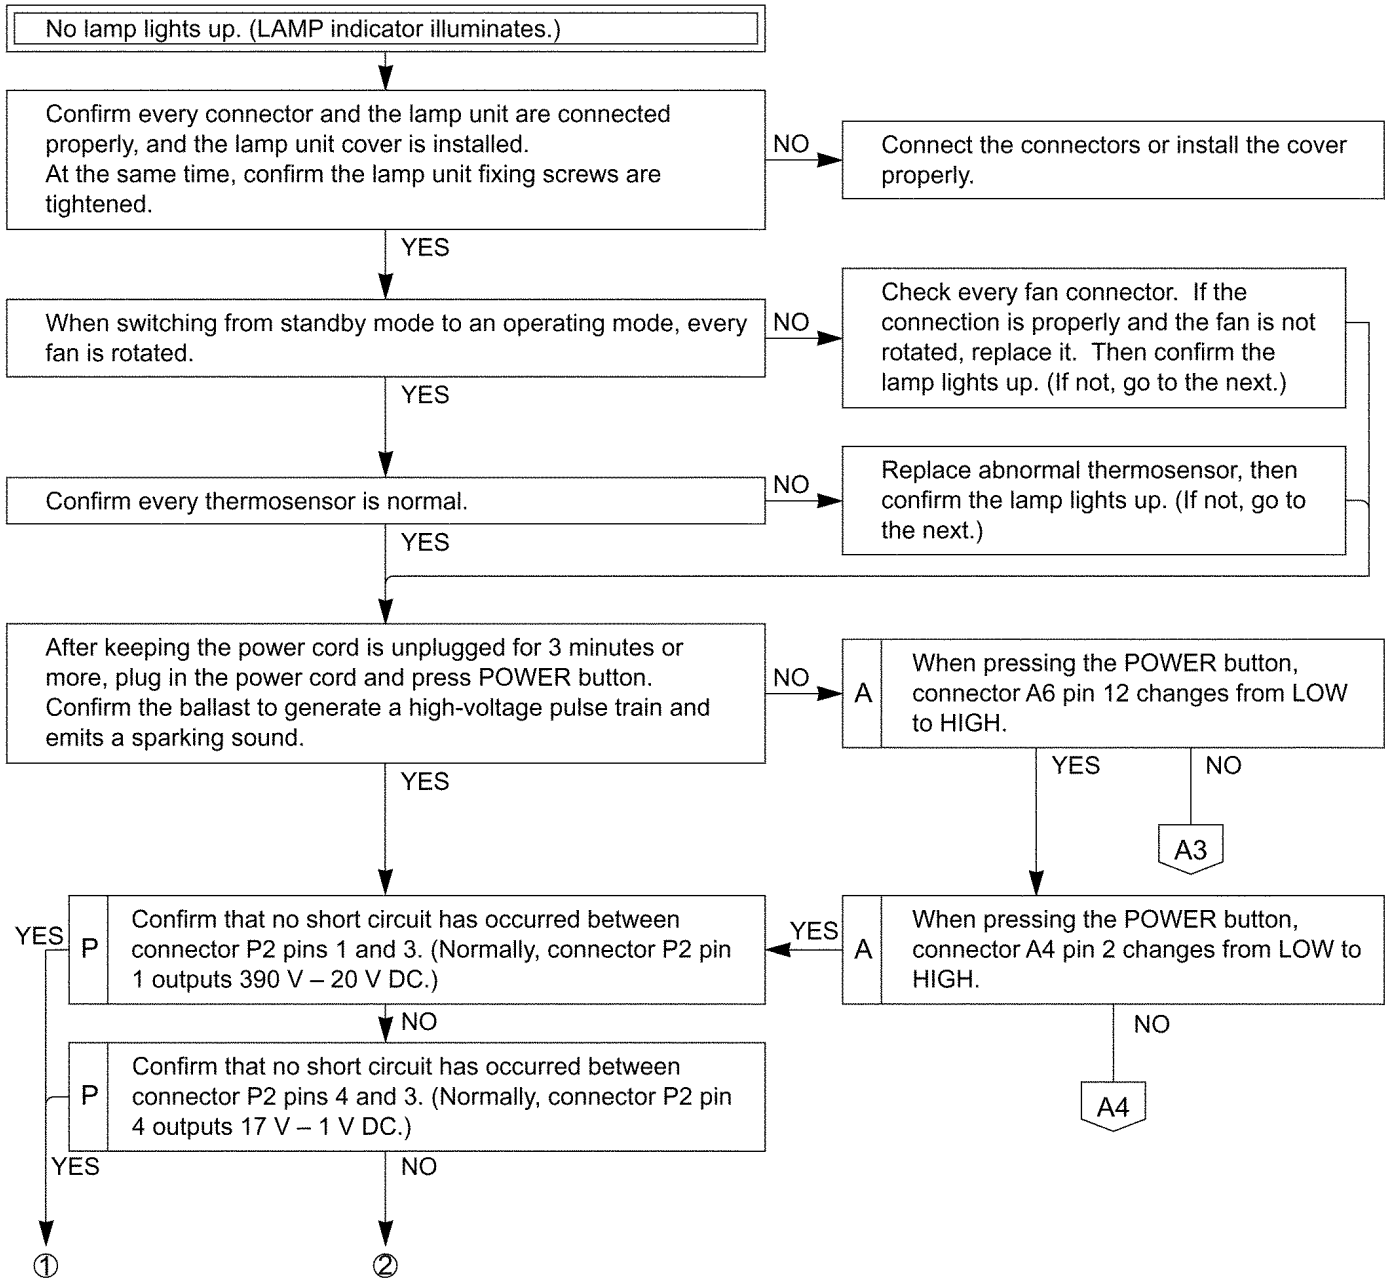 No lamp lights up. (LAMP indicator illuminates.)
Confirm every connector and the lamp unit are connected
properly, and the lamp unit cover is installed.
At the same time, confirm the lamp unit fixing screws are
tightened.
NO
Connect the connectors or install the cover
properly.
YES
When switching from standby mode to an operating mode, every
fan is rotated.
NO
Check every fan connector.  If the
connection is properly and the fan is not
rotated, replace it.  Then confirm the
lamp lights up. (If not, go to the next.)
YES
Confirm every thermosensor is normal.
NO
Replace abnormal thermosensor, then
confirm the lamp lights up. (If not, go to
the next.)
YES
After keeping the power cord is unplugged for 3 minutes or
more, plug in the power cord and press POWER button.
Confirm the ballast to generate a high-voltage pulse train and
emits a sparking sound.
NO
A
When pressing the POWER button,
connector A6 pin 12 changes from LOW
to HIGH.
YES
YES
NO
A3
YES
P
Confirm that no short circuit has occurred between
connector P2 pins 1 and 3. (Normally, connector P2 pin
1 outputs 390 V – 20 V DC.)
YES
A
When pressing the POWER button,
connector A4 pin 2 changes from LOW to
HIGH.
NO
NO
A4
P
Confirm that no short circuit has occurred between
connector P2 pins 4 and 3. (Normally, connector P2 pin
4 outputs 17 V – 1 V DC.)
YES
NO
①
②